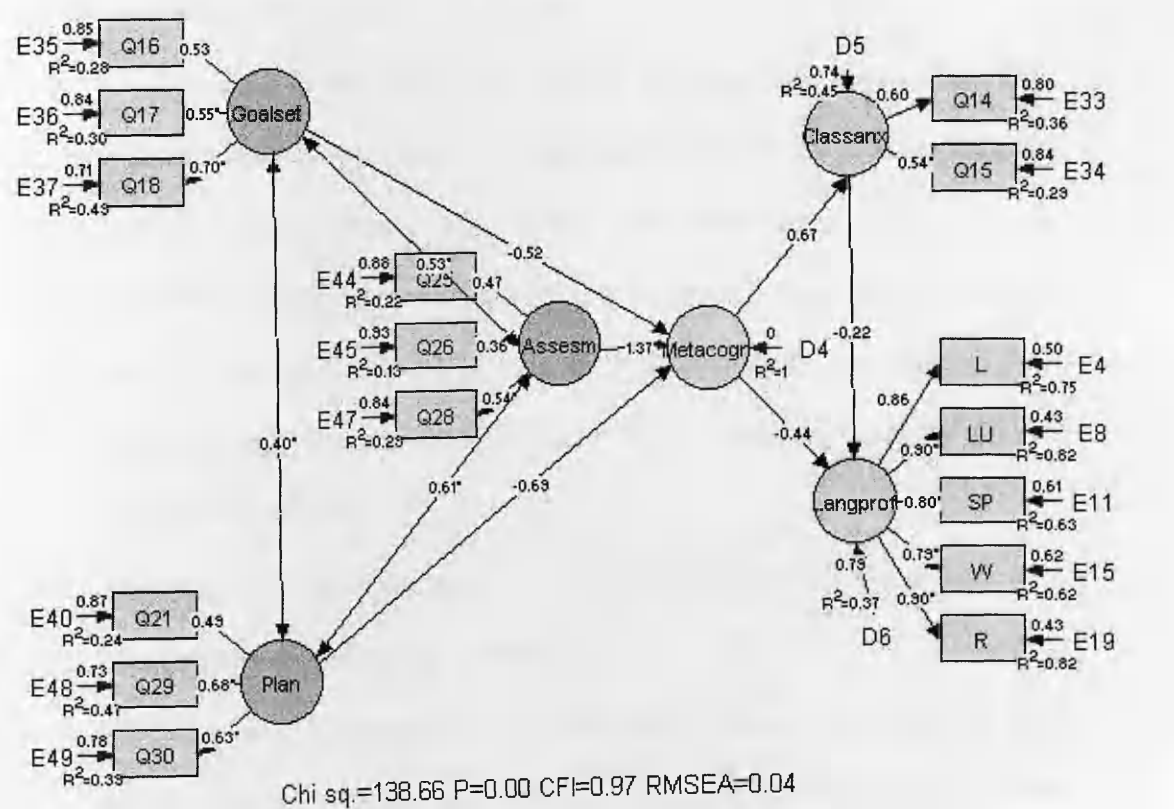 0.85
E35 Q16 0.53
R²=0.28
0.84
E36 Q17 0.55*
R²=0.30
0.71
E37 Q18 0.70*
R²=0.49
Goalset
D5
0.74
R²=0.45
Classanx
0.60
Q14 0.80 E33
R²=0.36
0.54*
Q15 0.84 E34
R²=0.29
-0.52
0.53*
0.67
0.88
E44 Q25 0.47
R²=0.22
0.93
E45 Q26 0.36*
R²=0.13
0.84
E47 Q28 0.54*
R²=0.29
Assesm
-1.37*
Metacogr
0
D4
R²=1
-0.22
-0.44
0.40*
0.61*
-0.69
0.86
L 0.50 E4
R²=0.75
0.90*
LU 0.43 E8
R²=0.82
Langprof
0.80*
SP 0.61 E11
R²=0.63
0.79*
W 0.62 E15
R²=0.62
0.90*
R 0.43 E19
R²=0.82
0.79
R²=0.37
D6
0.87
E40 Q21 0.49
R²=0.24
0.73
E48 Q29 0.68*
R²=0.47
0.78
E49 Q30 0.63*
R²=0.39
Plan
Chi sq.=138.66 P=0.00 CFI=0.97 RMSEA=0.04